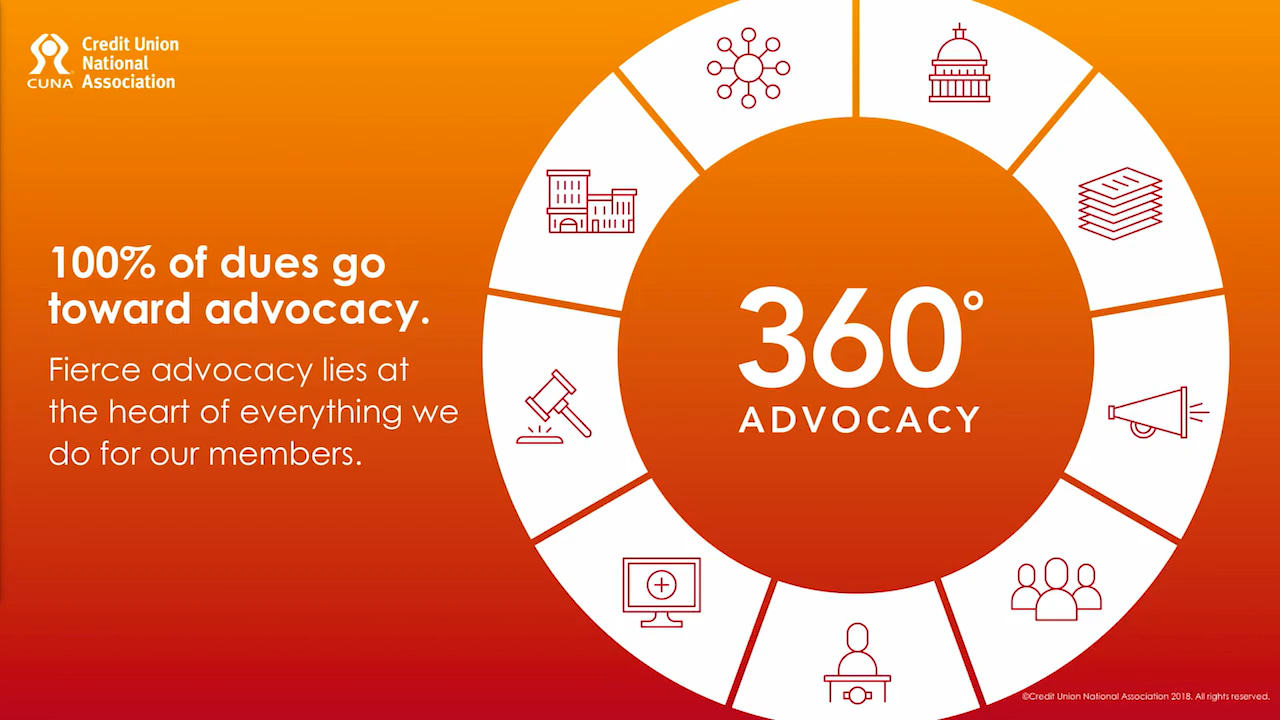 Credit Union
National
Association
CUNA
100% of dues go
toward advocacy.
Fierce advocacy lies at
the heart of everything we
do for our members.
360°
ADVOCACY
©Credit Union National Association 2018. All rights reserved.